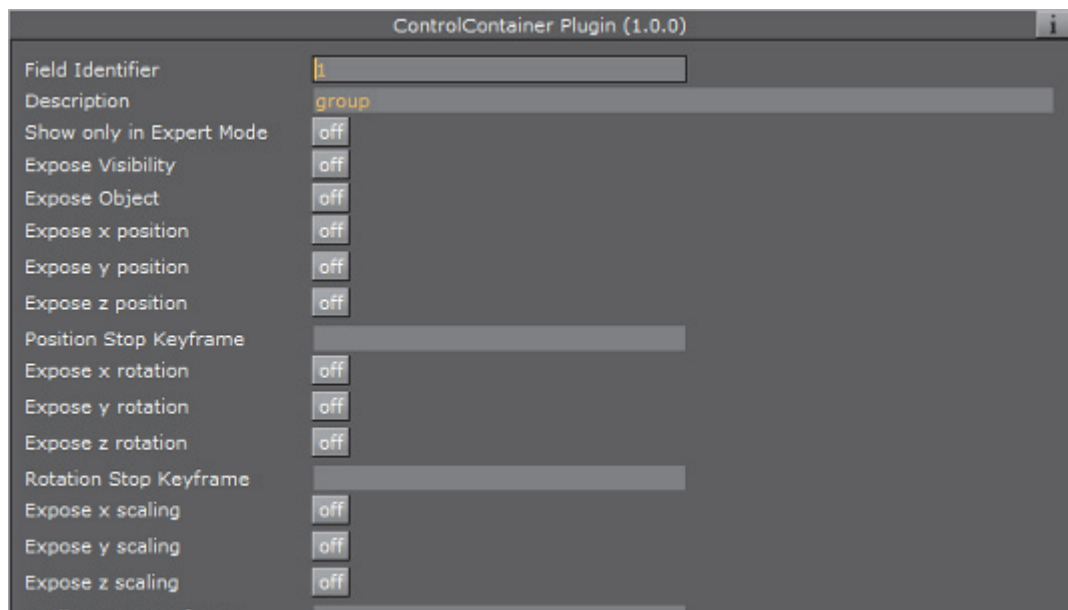 ControlContainer Plugin (1.0.0) i
Field Identifier 1
Description group
Show only in Expert Mode off
Expose Visibility off
Expose Object off
Expose x position off
Expose y position off
Expose z position off
Position Stop Keyframe
Expose x rotation off
Expose y rotation off
Expose z rotation off
Rotation Stop Keyframe
Expose x scaling off
Expose y scaling off
Expose z scaling off